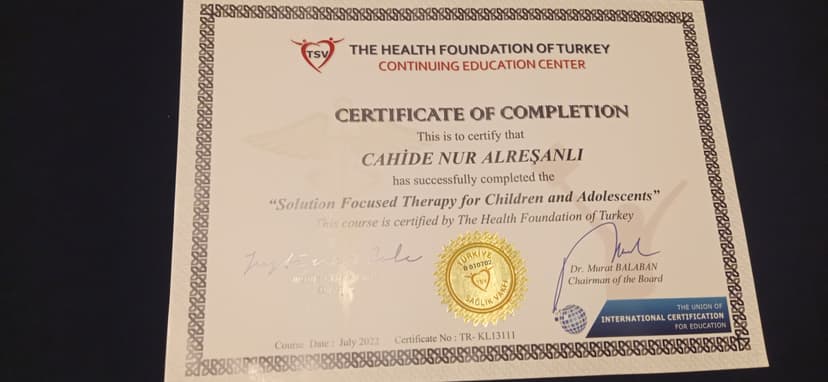 TSV
THE HEALTH FOUNDATION OF TURKEY
CONTINUING EDUCATION CENTER
CERTIFICATE OF COMPLETION
This is to certify that
CAHİDE NUR ALREŞANLI
has successfully completed the
“Solution Focused Therapy for Children and Adolescents”
This course is certified by The Health Foundation of Turkey
TÜRKİYE
TSV
SAĞLIK VAKFI
Dr. Murat BALABAN
Chairman of the Board
THE UNION OF
INTERNATIONAL CERTIFICATION
FOR EDUCATION
Course Date : July 2022 Certificate No : TR- KL13111